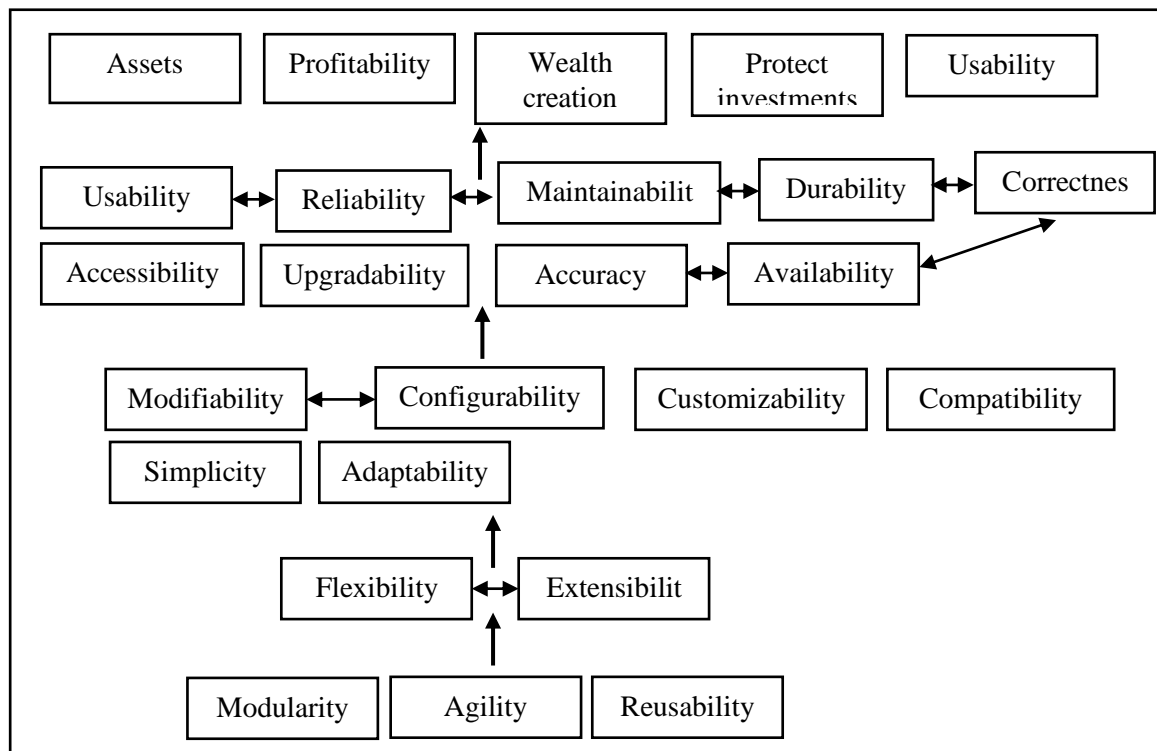 Assets
Profitability
Wealth
creation
Protect
investments
Usability
Usability
Reliability
Maintainabilit
Durability
Correctnes
Accessibility
Upgradability
Accuracy
Availability
Modifiability
Configurability
Customizability
Compatibility
Simplicity
Adaptability
Flexibility
Extensibilit
Modularity
Agility
Reusability